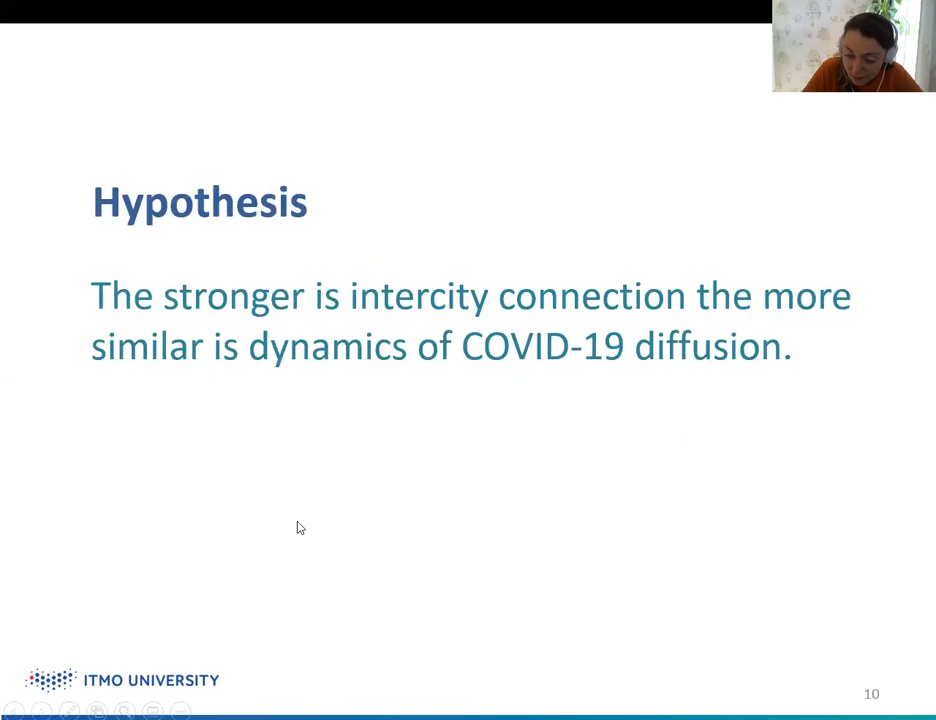 Hypothesis
The stronger is intercity connection the more
similar is dynamics of COVID-19 diffusion.
ITMO UNIVERSITY
10